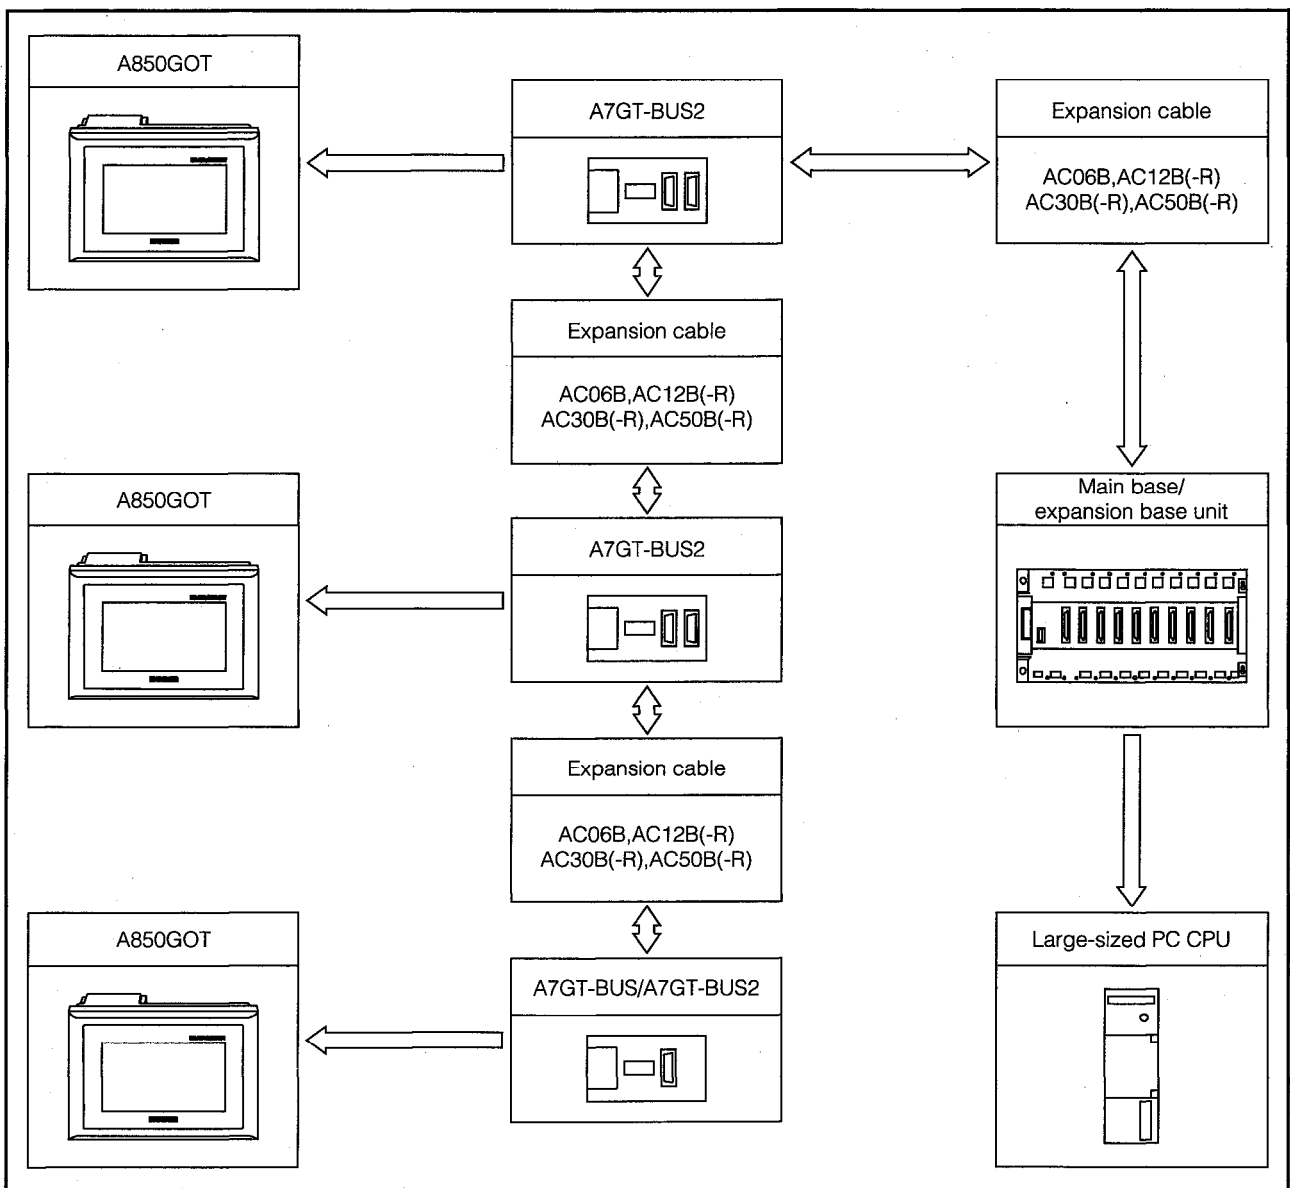 A850GOT
A7GT-BUS2
Expansion cable
AC06B,AC12B(-R)
AC30B(-R),AC50B(-R)
Expansion cable
AC06B,AC12B(-R)
AC30B(-R),AC50B(-R)
A850GOT
A7GT-BUS2
Main base/
expansion base unit
Expansion cable
AC06B,AC12B(-R)
AC30B(-R),AC50B(-R)
A850GOT
A7GT-BUS/A7GT-BUS2
Large-sized PC CPU